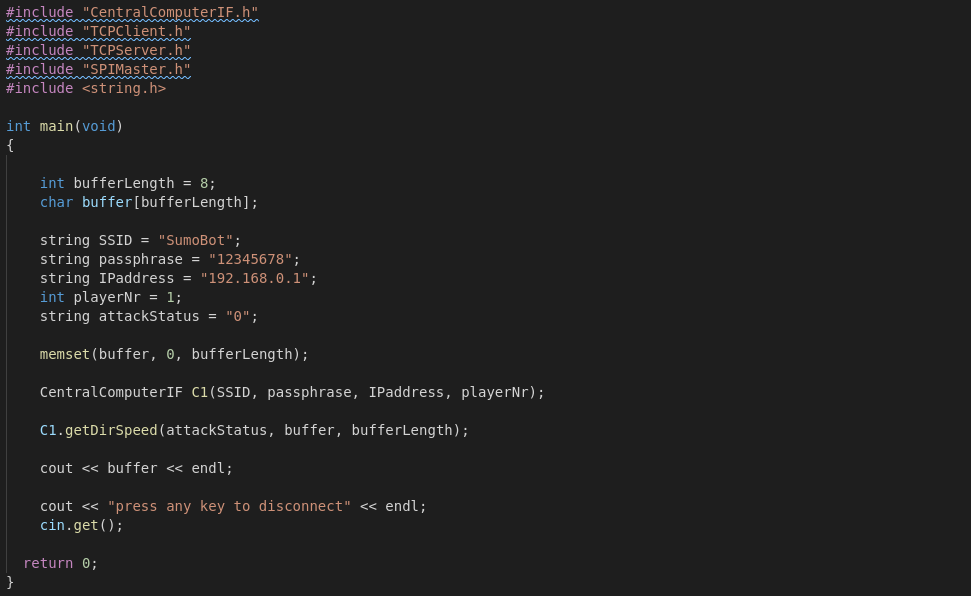 #include "CentralComputerIF.h"
#include "TCPClient.h"
#include "TCPServer.h"
#include "SPIMaster.h"
#include <string.h>

int main(void)
{

    int bufferLength = 8;
    char buffer[bufferLength];

    string SSID = "SumoBot";
    string passphrase = "12345678";
    string IPaddress = "192.168.0.1";
    int playerNr = 1;
    string attackStatus = "0";

    memset(buffer, 0, bufferLength);

    CentralComputerIF C1(SSID, passphrase, IPaddress, playerNr);

    C1.getDirSpeed(attackStatus, buffer, bufferLength);

    cout << buffer << endl;

    cout << "press any key to disconnect" << endl;
    cin.get();

  return 0;
}